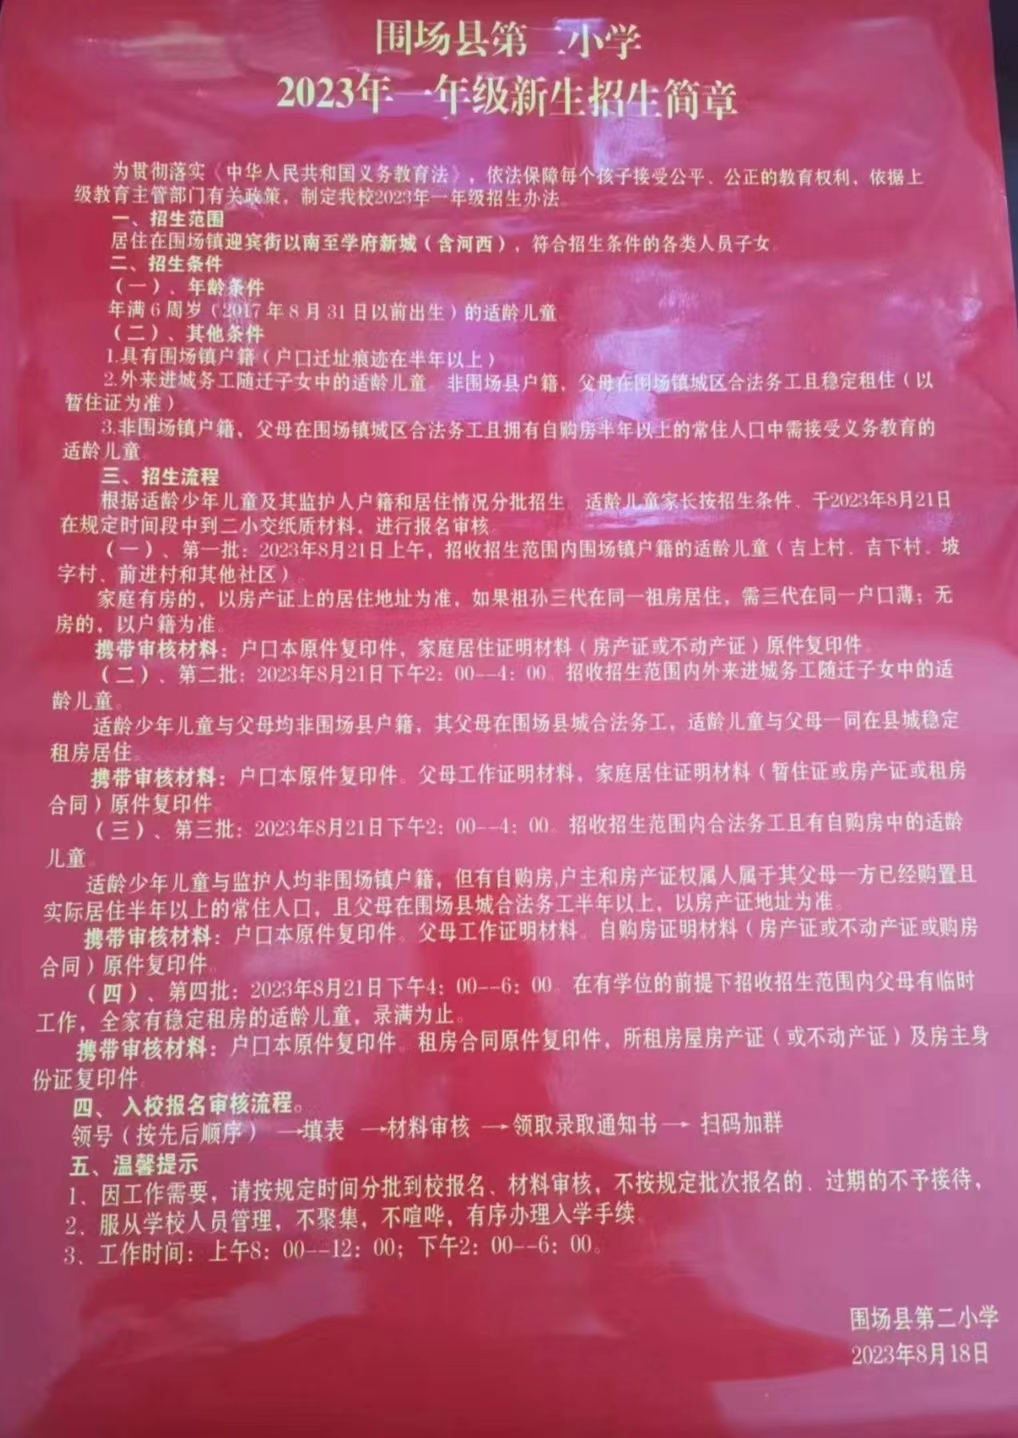 围场县第二小学
2023年一年级新生招生简章
为贯彻落实《中华人民共和国义务教育法》，依法保障每个孩子接受公平、公正的教育权利，依据上
级教育主管部门有关政策，制定我校2023年一年级招生办法。
一、招生范围
居住在围场镇迎宾街以南至学府新城（含河西），符合招生条件的各类人员子女。
二、招生条件
（一）、年龄条件
年满6周岁（2017年8月31日以前出生）的适龄儿童
（二）、其他条件
1.具有围场镇户籍（户口迁址痕迹在半年以上）
2.外来进城务工随迁子女中的适龄儿童。非围场县户籍，父母在围场镇城区合法务工且稳定租住（以
暂住证为准）
3.非围场镇户籍，父母在围场镇城区合法务工且拥有自购房半年以上的常住人口中需接受义务教育的
适龄儿童。
三、招生流程
根据适龄少年儿童及其监护人户籍和居住情况分批招生。适龄儿童家长按招生条件、于2023年8月21日
在规定时间段中到二小交纸质材料，进行报名审核。
（一）、第一批：2023年8月21日上午，招收招生范围内围场镇户籍的适龄儿童（吉上村、吉下村、坡
字村、前进村和其他社区）。
家庭有房的，以房产证上的居住地址为准，如果祖孙三代在同一祖房居住，需三代在同一户口薄；无
房的，以户籍为准。
携带审核材料：户口本原件复印件，家庭居住证明材料（房产证或不动产证）原件复印件。
（二）、第二批：2023年8月21日下午2：00--4：00。招收招生范围内外来进城务工随迁子女中的适
龄儿童。
适龄少年儿童与父母均非围场县户籍，其父母在围场县城合法务工，适龄儿童与父母一同在县城稳定
租房居住。
携带审核材料：户口本原件复印件。父母工作证明材料，家庭居住证明材料（暂住证或房产证或租房
合同）原件复印件。
（三）、第三批：2023年8月21日下午2：00--4：00。招收招生范围内合法务工且有自购房中的适龄
儿童。
适龄少年儿童与监护人均非围场镇户籍，但有自购房,户主和房产证权属人属于其父母一方已经购置且
实际居住半年以上的常住人口，且父母在围场县城合法务工半年以上，以房产证地址为准。
携带审核材料：户口本原件复印件。父母工作证明材料。自购房证明材料（房产证或不动产证或购房
合同）原件复印件。
（四）、第四批：2023年8月21日下午4：00--6：00。在有学位的前提下招收招生范围内父母有临时
工作，全家有稳定租房的适龄儿童，录满为止。
携带审核材料：户口本原件复印件。租房合同原件复印件，所租房屋房产证（或不动产证）及房主身
份证复印件。
四、入校报名审核流程。
领号（按先后顺序）→填表→材料审核→领取录取通知书→扫码加群
五、温馨提示
1、因工作需要，请按规定时间分批到校报名、材料审核，不按规定批次报名的、过期的不予接待，
2、服从学校人员管理，不聚集，不喧哗，有序办理入学手续。
3、工作时间：上午8：00--12：00；下午2：00--6：00。
围场县第二小学
2023年8月18日